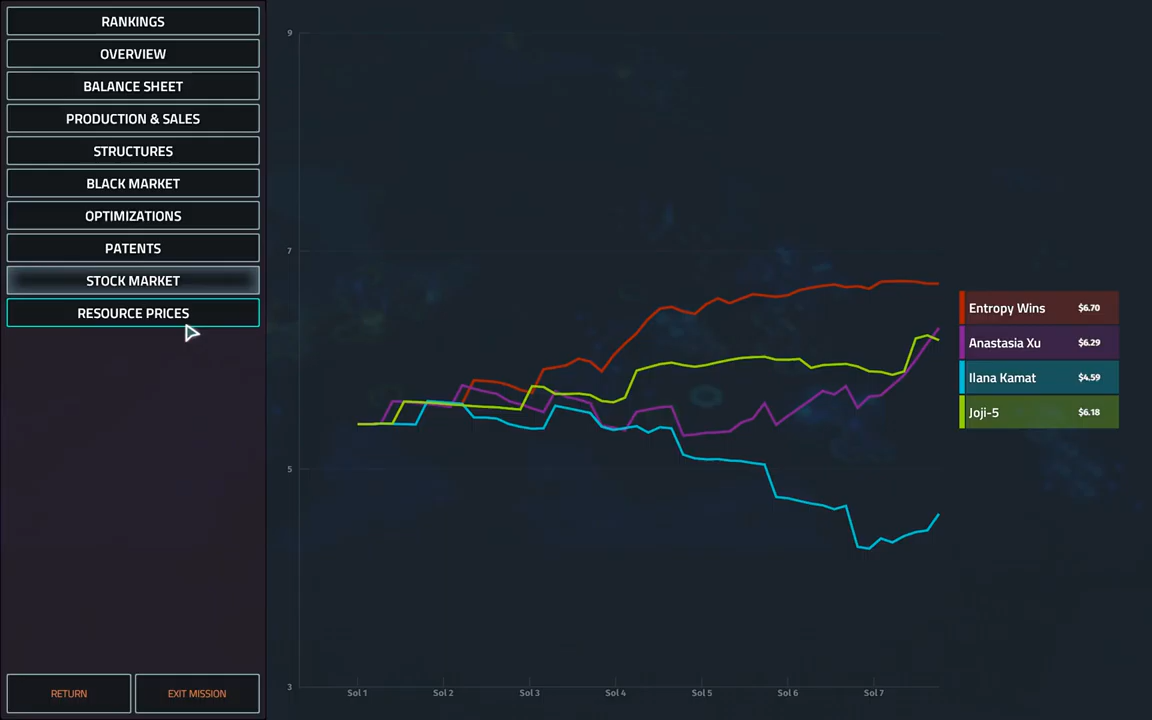 RANKINGS
OVERVIEW
BALANCE SHEET
PRODUCTION & SALES
STRUCTURES
BLACK MARKET
OPTIMIZATIONS
PATENTS
STOCK MARKET
RESOURCE PRICES
RETURN
EXIT MISSION
9
7
5
3
Sol 1
Sol 2
Sol 3
Sol 4
Sol 5
Sol 6
Sol 7
Entropy Wins $6.70
Anastasia Xu $6.29
Ilana Kamat $4.59
Joji-5 $6.18